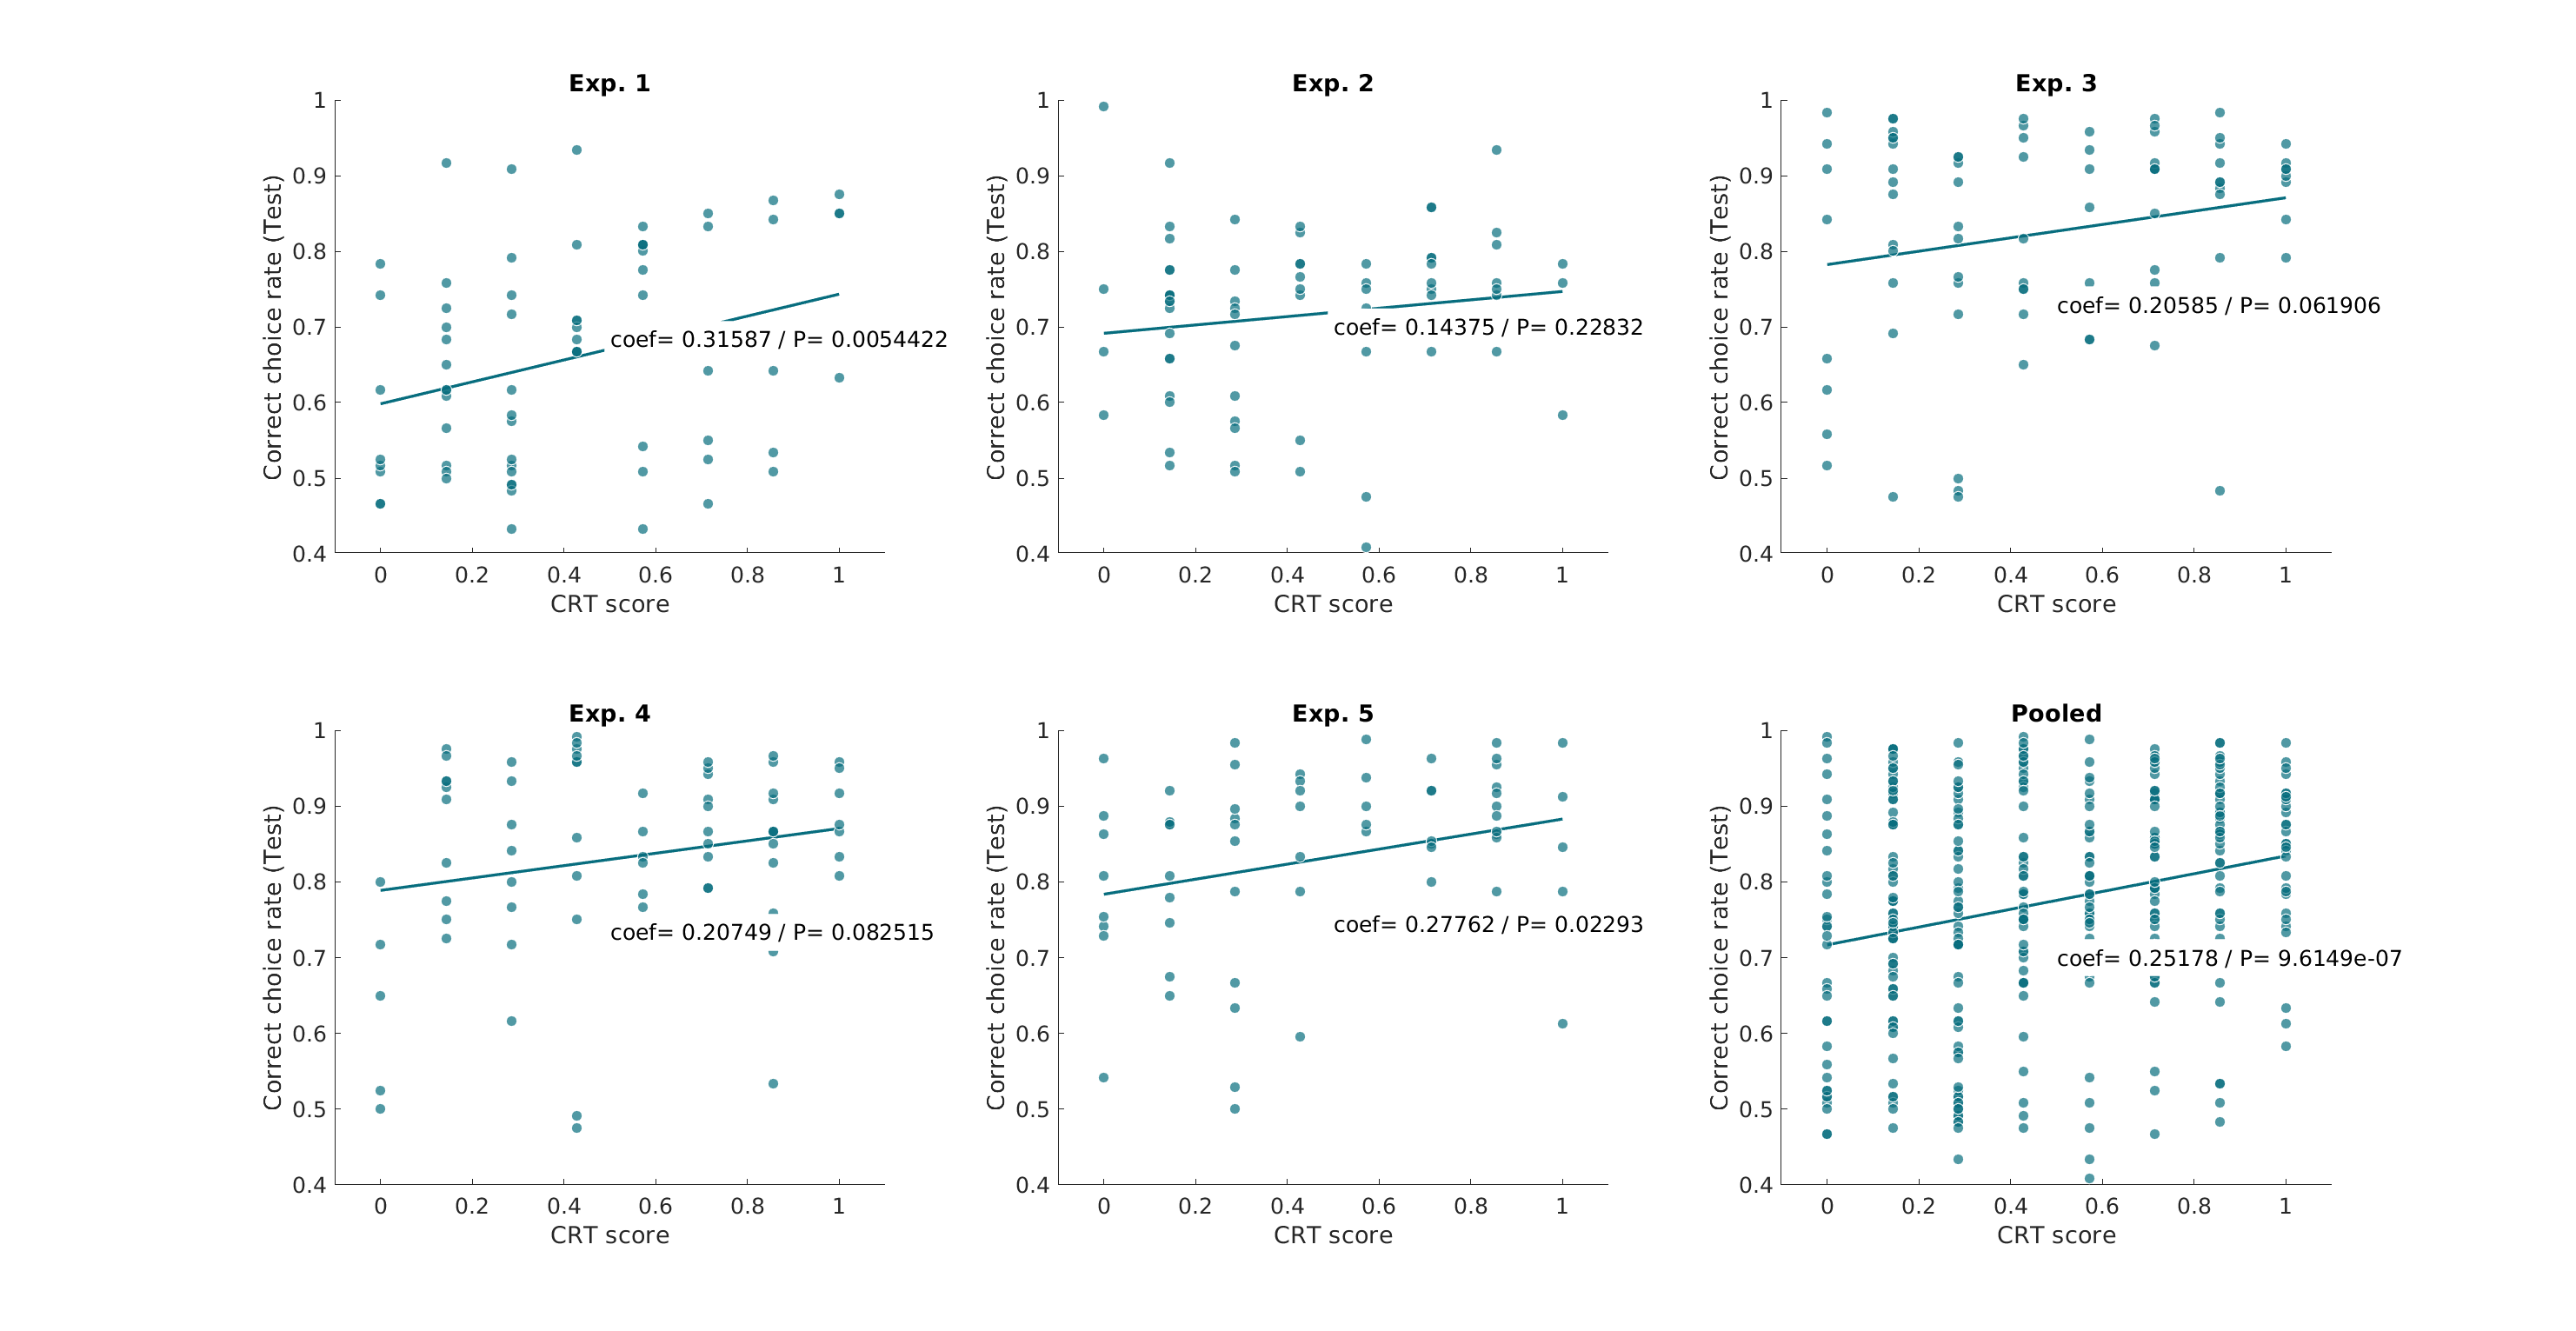 Exp. 1
1
0.9
0.8
0.7
0.6
0.5
0.4
Correct choice rate (Test)
coef= 0.31587 / P= 0.0054422
0 0.2 0.4 0.6 0.8 1
CRT score
Exp. 2
1
0.9
0.8
0.7
0.6
0.5
0.4
Correct choice rate (Test)
coef= 0.14375 / P= 0.22832
0 0.2 0.4 0.6 0.8 1
CRT score
Exp. 3
1
0.9
0.8
0.7
0.6
0.5
0.4
Correct choice rate (Test)
coef= 0.20585 / P= 0.061906
0 0.2 0.4 0.6 0.8 1
CRT score
Exp. 4
1
0.9
0.8
0.7
0.6
0.5
0.4
Correct choice rate (Test)
coef= 0.20749 / P= 0.082515
0 0.2 0.4 0.6 0.8 1
CRT score
Exp. 5
1
0.9
0.8
0.7
0.6
0.5
0.4
Correct choice rate (Test)
coef= 0.27762 / P= 0.02293
0 0.2 0.4 0.6 0.8 1
CRT score
Pooled
1
0.9
0.8
0.7
0.6
0.5
0.4
Correct choice rate (Test)
coef= 0.25178 / P= 9.6149e-07
0 0.2 0.4 0.6 0.8 1
CRT score